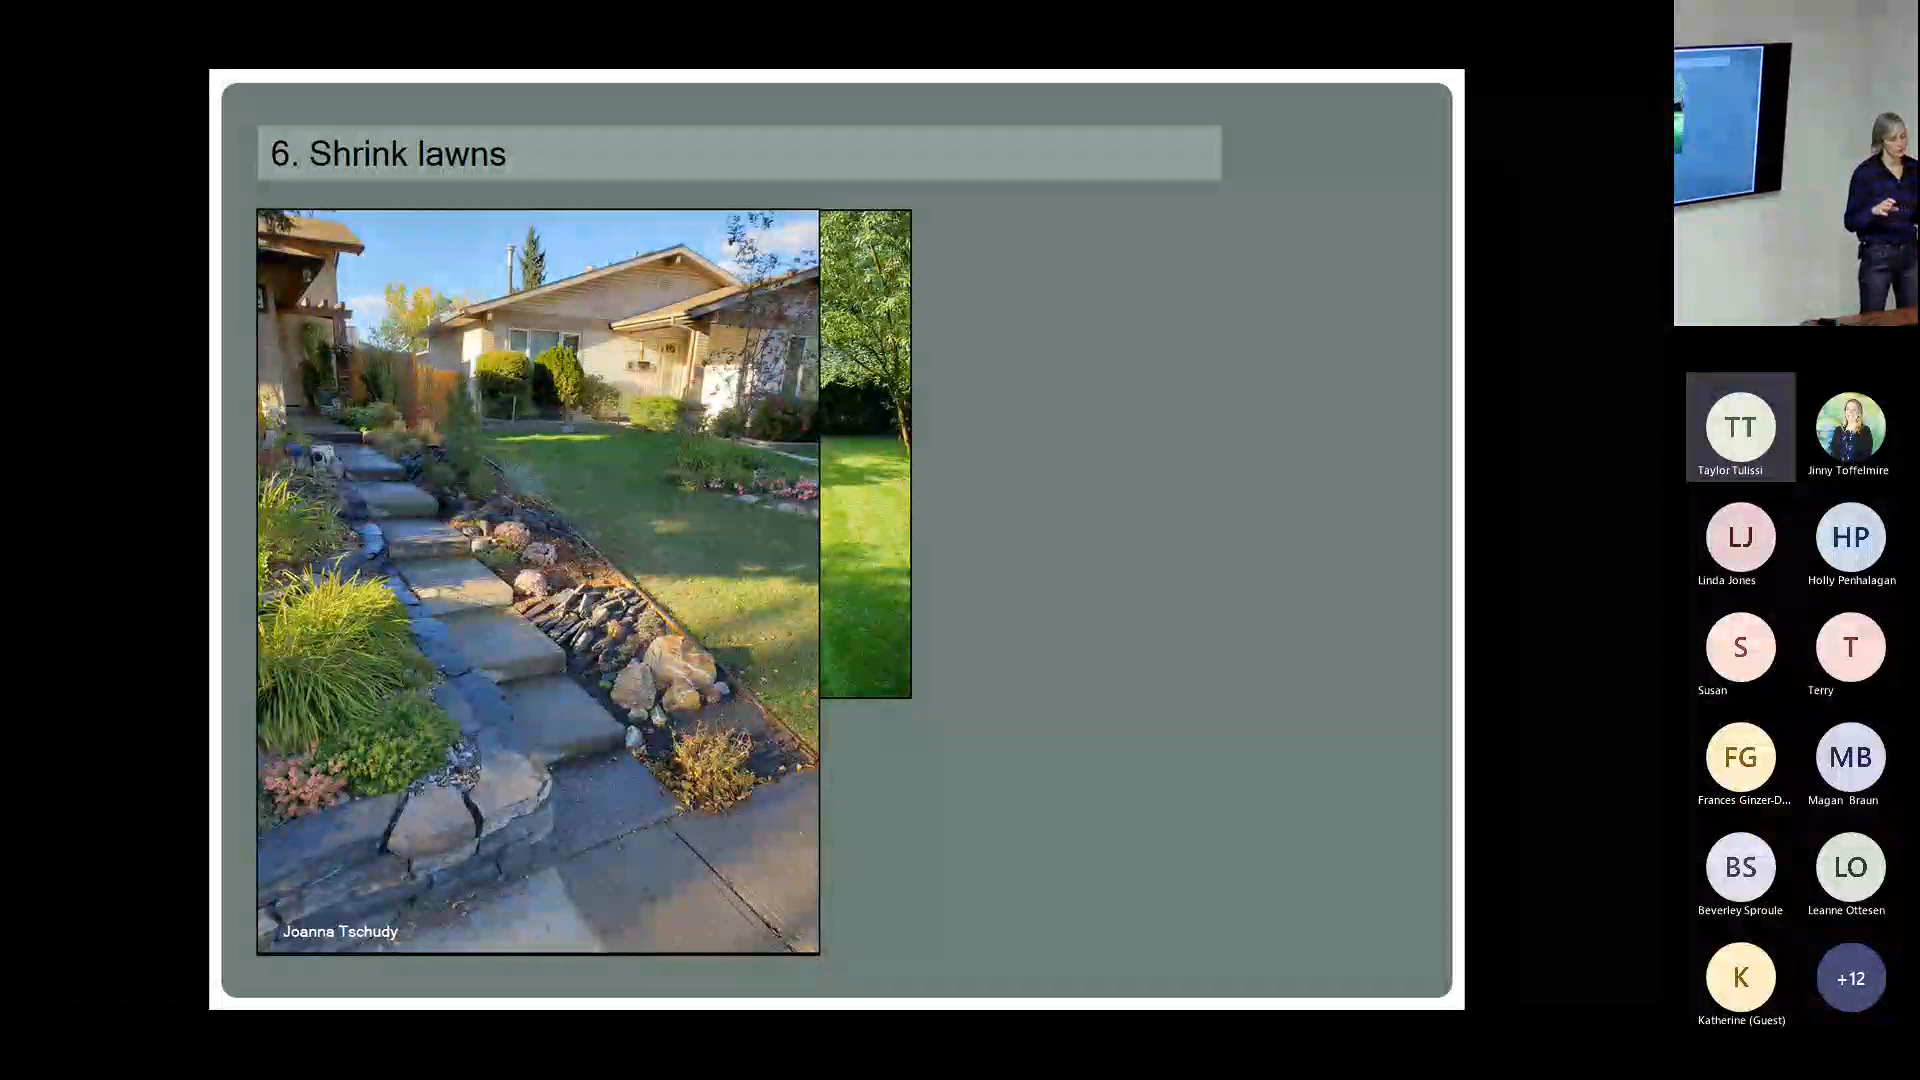 6. Shrink lawns
Joanna Tschudy
TT
Taylor Tulissi
Jinny Toffelmire
LJ
Linda Jones
HP
Holly Penhalagan
S
Susan
T
Terry
FG
Frances Ginzer-D...
MB
Magan Braun
BS
Beverley Sproule
LO
Leanne Ottesen
K
Katherine (Guest)
+12